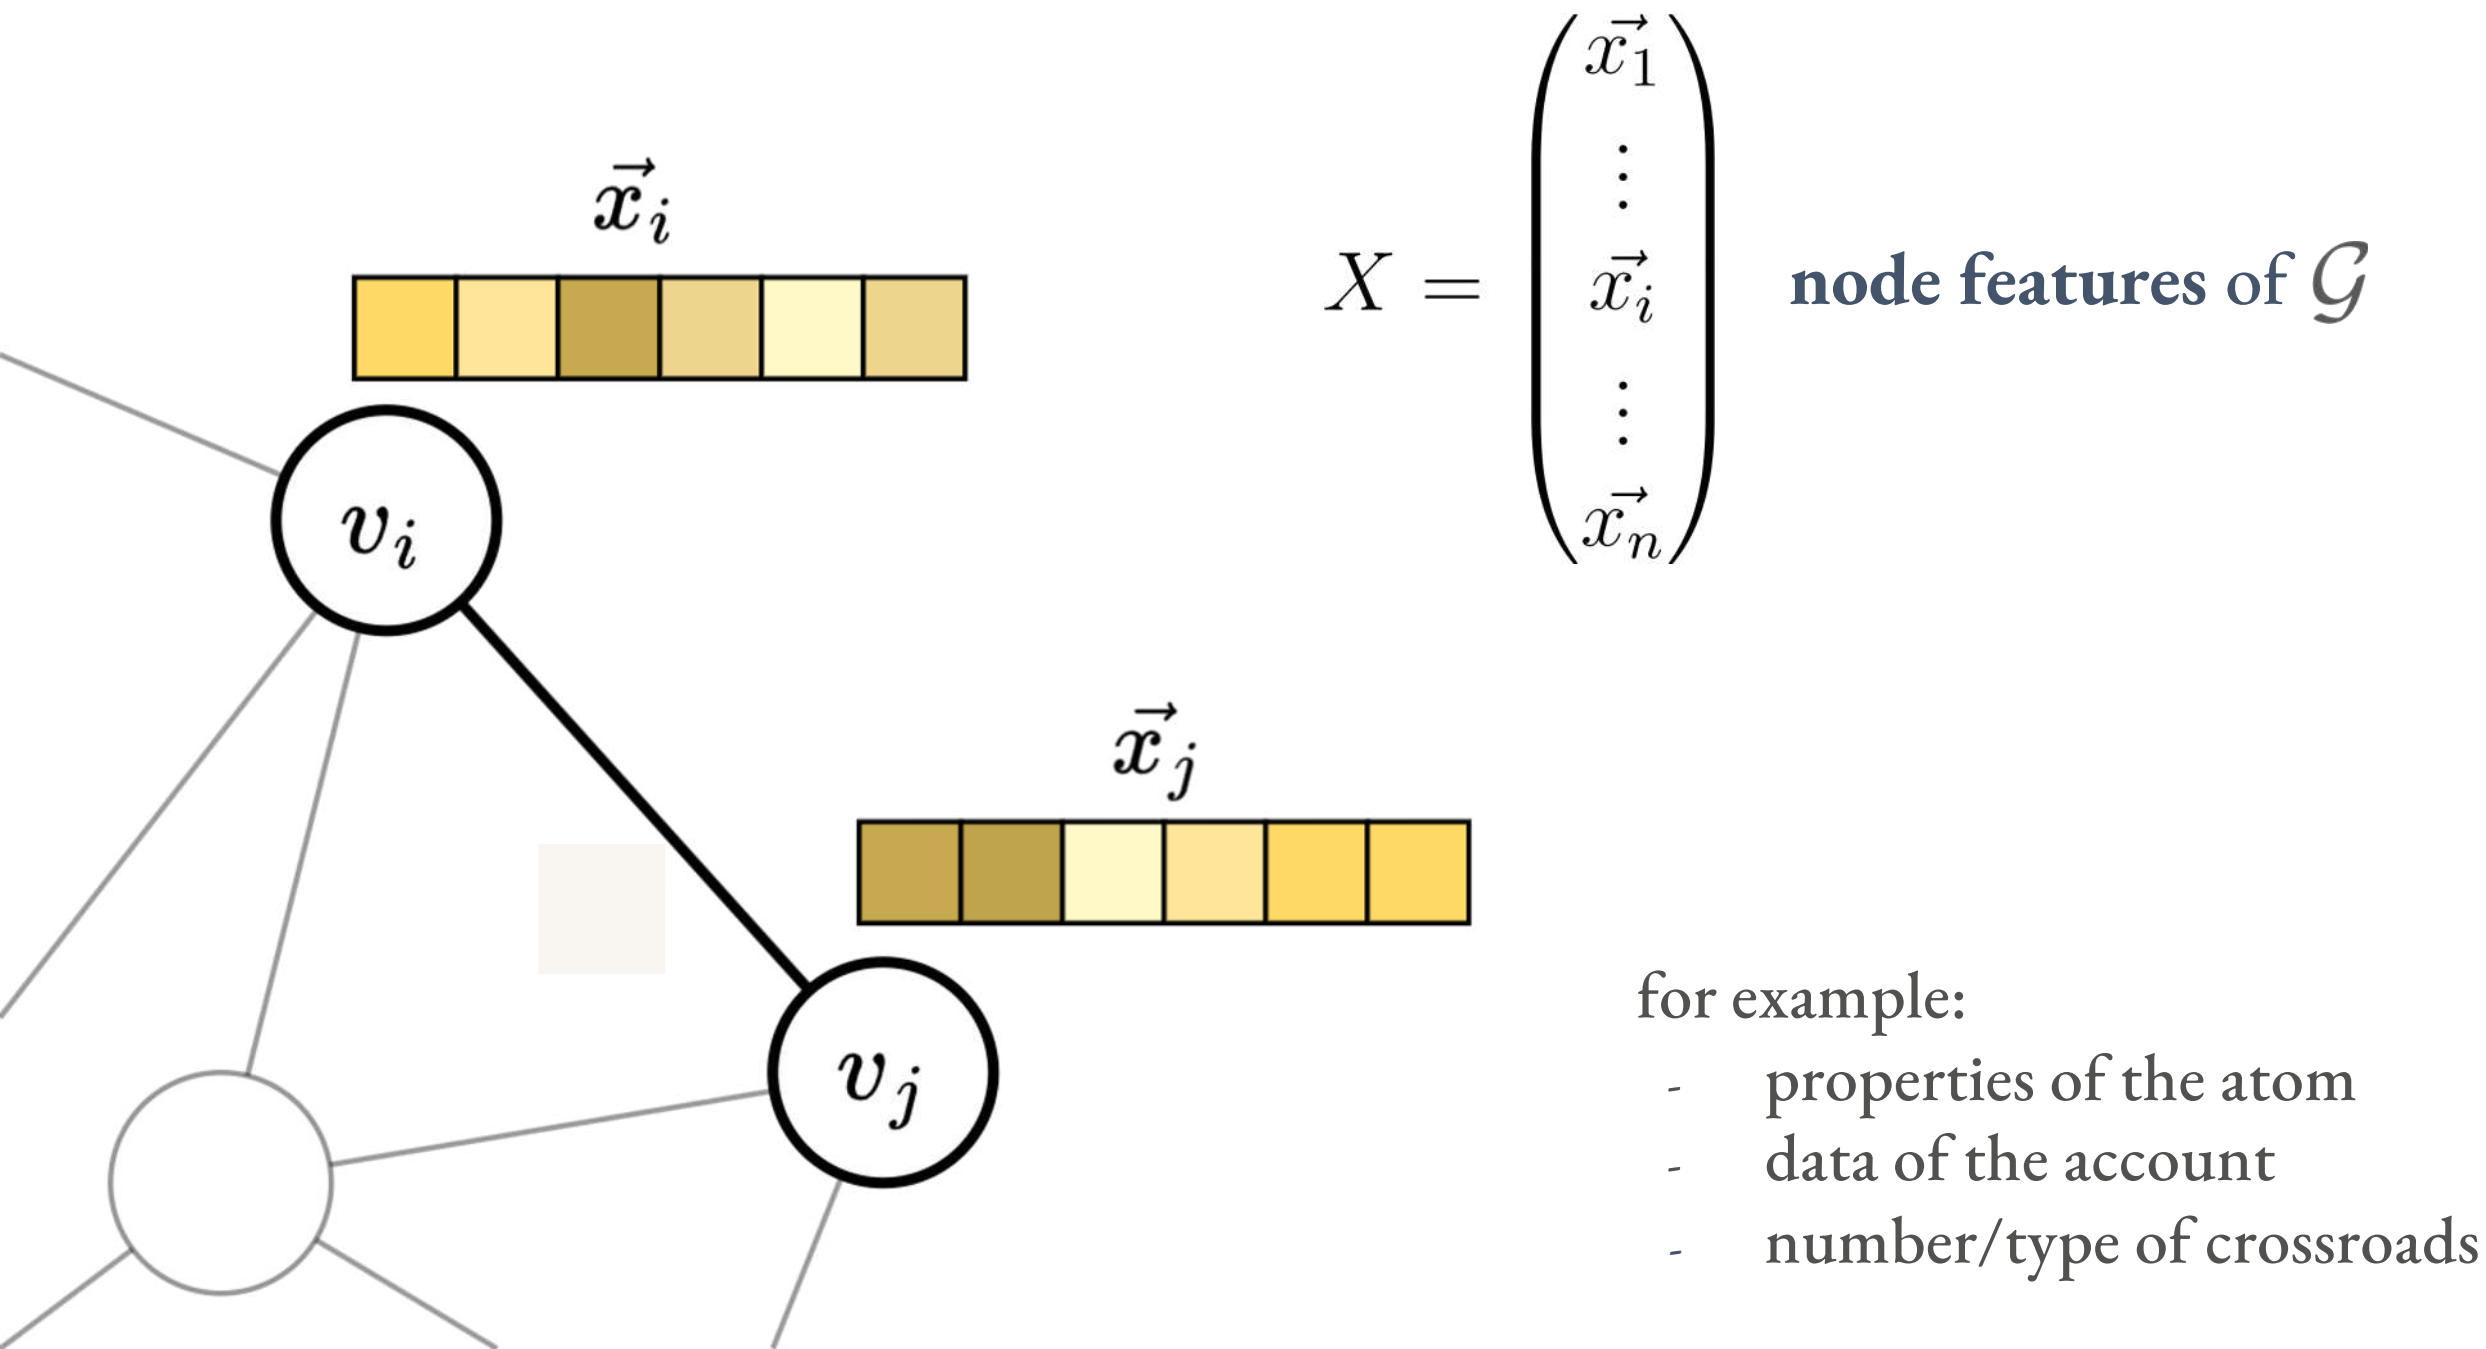 x⃗₁
⋮
x⃗ᵢ
X = x⃗ᵢ node features of 𝒢
⋮
vᵢ
x⃗ₙ
x⃗ⱼ
for example:
vⱼ
- properties of the atom
- data of the account
- number/type of crossroads